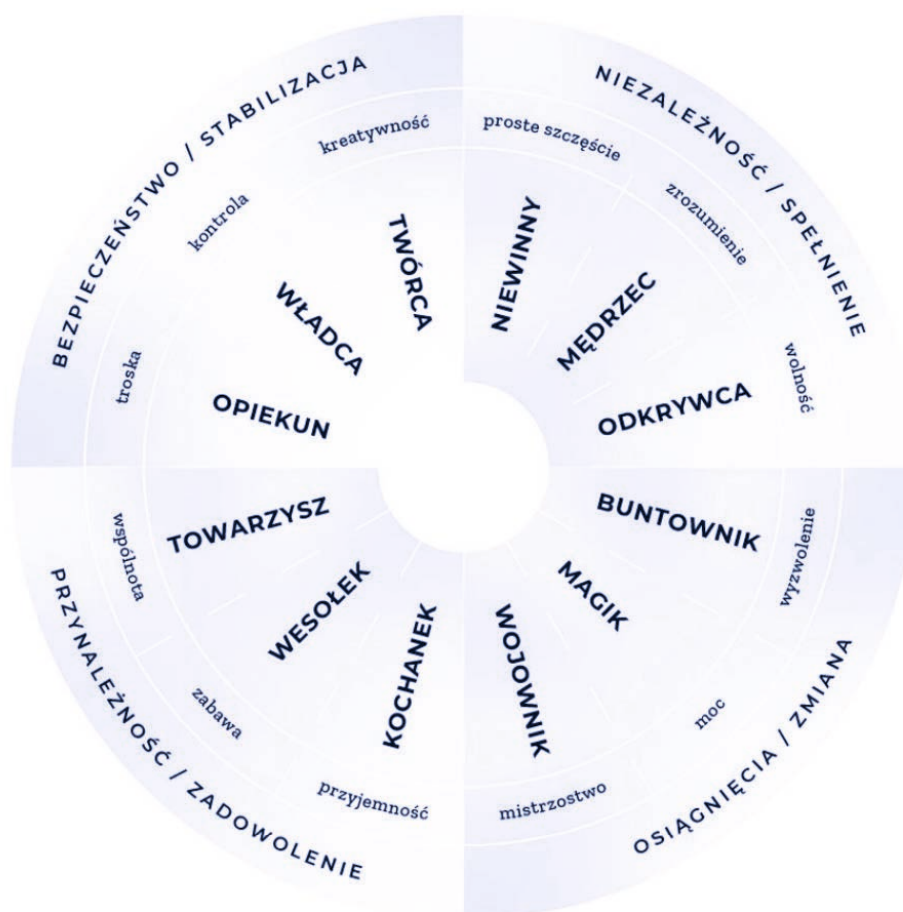 BEZPIECZEŃSTWO / STABILIZACJA
kreatywność
kontrola
troska
TWÓRCA
WŁADCA
OPIEKUN
NIEZALEŻNOŚĆ / SPEŁNIENIE
proste szczęście
zrozumienie
wolność
NIEWINNY
MĘDRZEC
ODKRYWCA
PRZYNALEŻNOŚĆ / ZADOWOLENIE
wspólnota
zabawa
przyjemność
TOWARZYSZ
WESOŁEK
KOCHANEK
OSIĄGNIĘCIA / ZMIANA
wyzwolenie
moc
mistrzostwo
BUNTOWNIK
MAGIK
WOJOWNIK